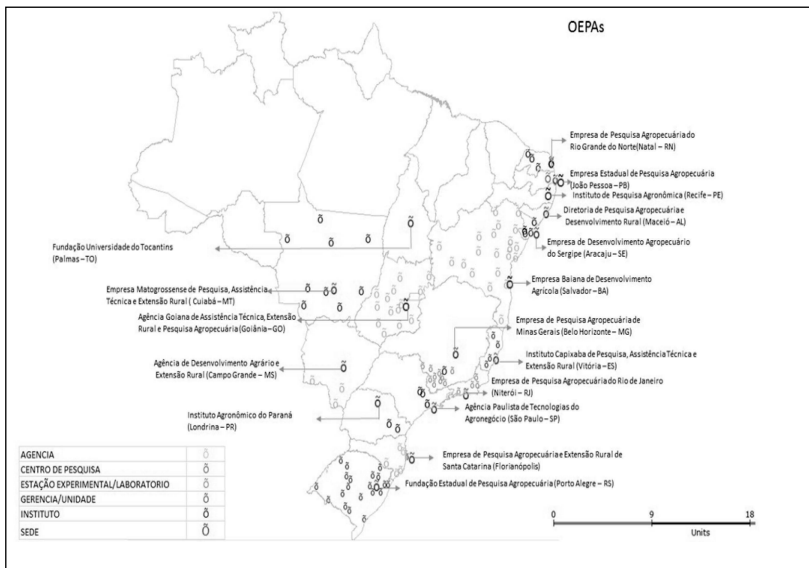 OEPAs
Empresa de Pesquisa Agropecuária do
Rio Grande do Norte(Natal – RN)
Empresa Estadual de Pesquisa Agropecuária
(João Pessoa – PB)
Instituto de Pesquisa Agronômica (Recife – PE)
Diretoria de Pesquisa Agropecuária e
Desenvolvimento Rural (Maceió – AL)
Empresa de Desenvolvimento Agropecuário
do Sergipe (Aracaju – SE)
Fundação Universidade do Tocantins
(Palmas – TO)
Empresa Baiana de Desenvolvimento
Agrícola (Salvador – BA)
Empresa Matogrossense de Pesquisa, Assistência
Técnica e Extensão Rural ( Cuiabá – MT)
Agência Goiana de Assistência Técnica, Extensão
Rural e Pesquisa Agropecuária (Goiânia – GO)
Empresa de Pesquisa Agropecuária de
Minas Gerais (Belo Horizonte – MG)
Instituto Capixaba de Pesquisa, Assistência Técnica e
Extensão Rural (Vitória – ES)
Agência de Desenvolvimento Agrário e
Extensão Rural (Campo Grande – MS)
Empresa de Pesquisa Agropecuária do Rio de Janeiro
(Niterói – RJ)
Agência Paulista de Tecnologias do
Agronegócio (São Paulo – SP)
Instituto Agronômico do Paraná
(Londrina – PR)
Empresa de Pesquisa Agropecuária e Extensão Rural de
Santa Catarina (Florianópolis)
Fundação Estadual de Pesquisa Agropecuária (Porto Alegre – RS)
AGENCIA
CENTRO DE PESQUISA
ESTAÇÃO EXPERIMENTAL/LABORATORIO
GERENCIA/UNIDADE
INSTITUTO
SEDE
0 9 18
Units